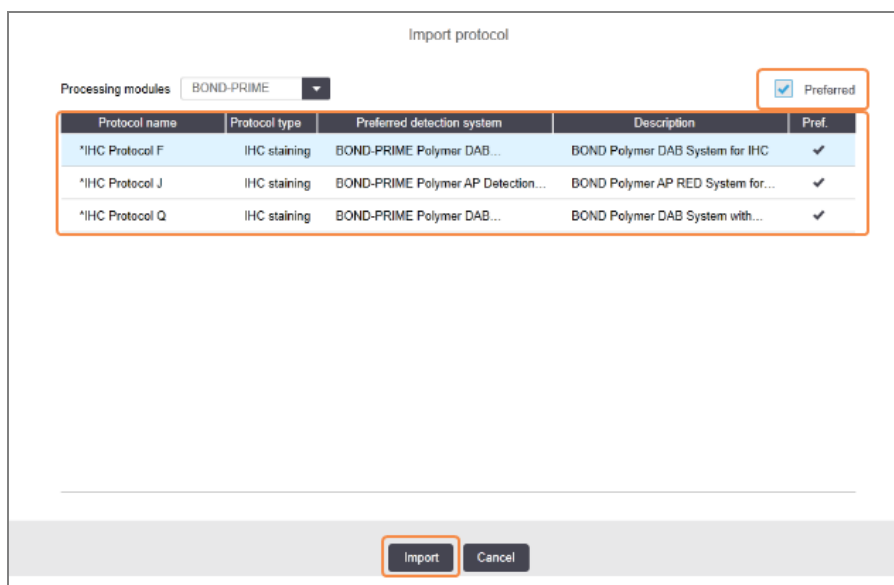 Import protocol
Processing modules BOND-PRIME Preferred
Protocol name Protocol type Preferred detection system Description Pref.
*IHC Protocol F IHC staining BOND-PRIME Polymer DAB... BOND Polymer DAB System for IHC
*IHC Protocol J IHC staining BOND-PRIME Polymer AP Detection... BOND Polymer AP RED System for...
*IHC Protocol Q IHC staining BOND-PRIME Polymer DAB... BOND Polymer DAB System with...
Import Cancel